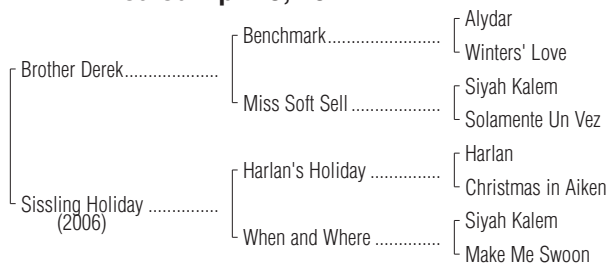 Alydar
Benchmark
Winters' Love
Brother Derek
Siyah Kalem
Miss Soft Sell
Solamente Un Vez
Harlan
Harlan's Holiday
Christmas in Aiken
Sissling Holiday
(2006)
Siyah Kalem
When and Where
Make Me Swoon